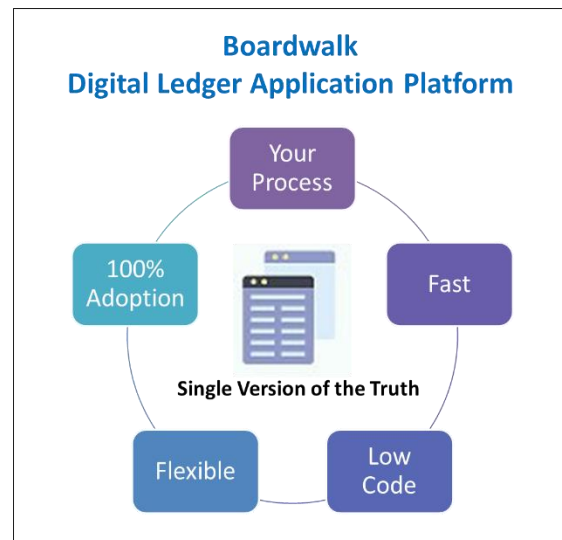 Boardwalk
Digital Ledger Application Platform
Your
Process
100%
Adoption
Fast
Single Version of the Truth
Flexible
Low
Code